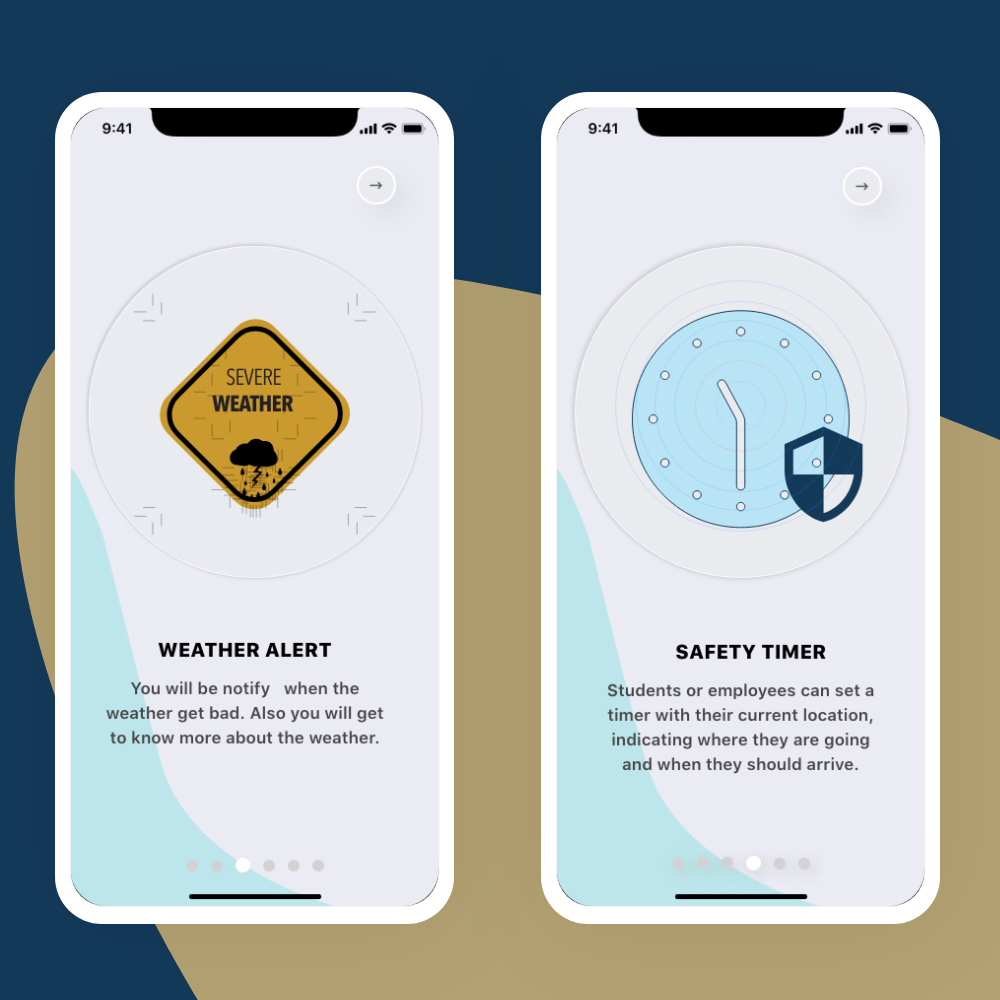 9:41
→
SEVERE
WEATHER
WEATHER ALERT
You will be notify when the
weather get bad. Also you will get
to know more about the weather.
9:41
→
SAFETY TIMER
Students or employees can set a
timer with their current location,
indicating where they are going
and when they should arrive.